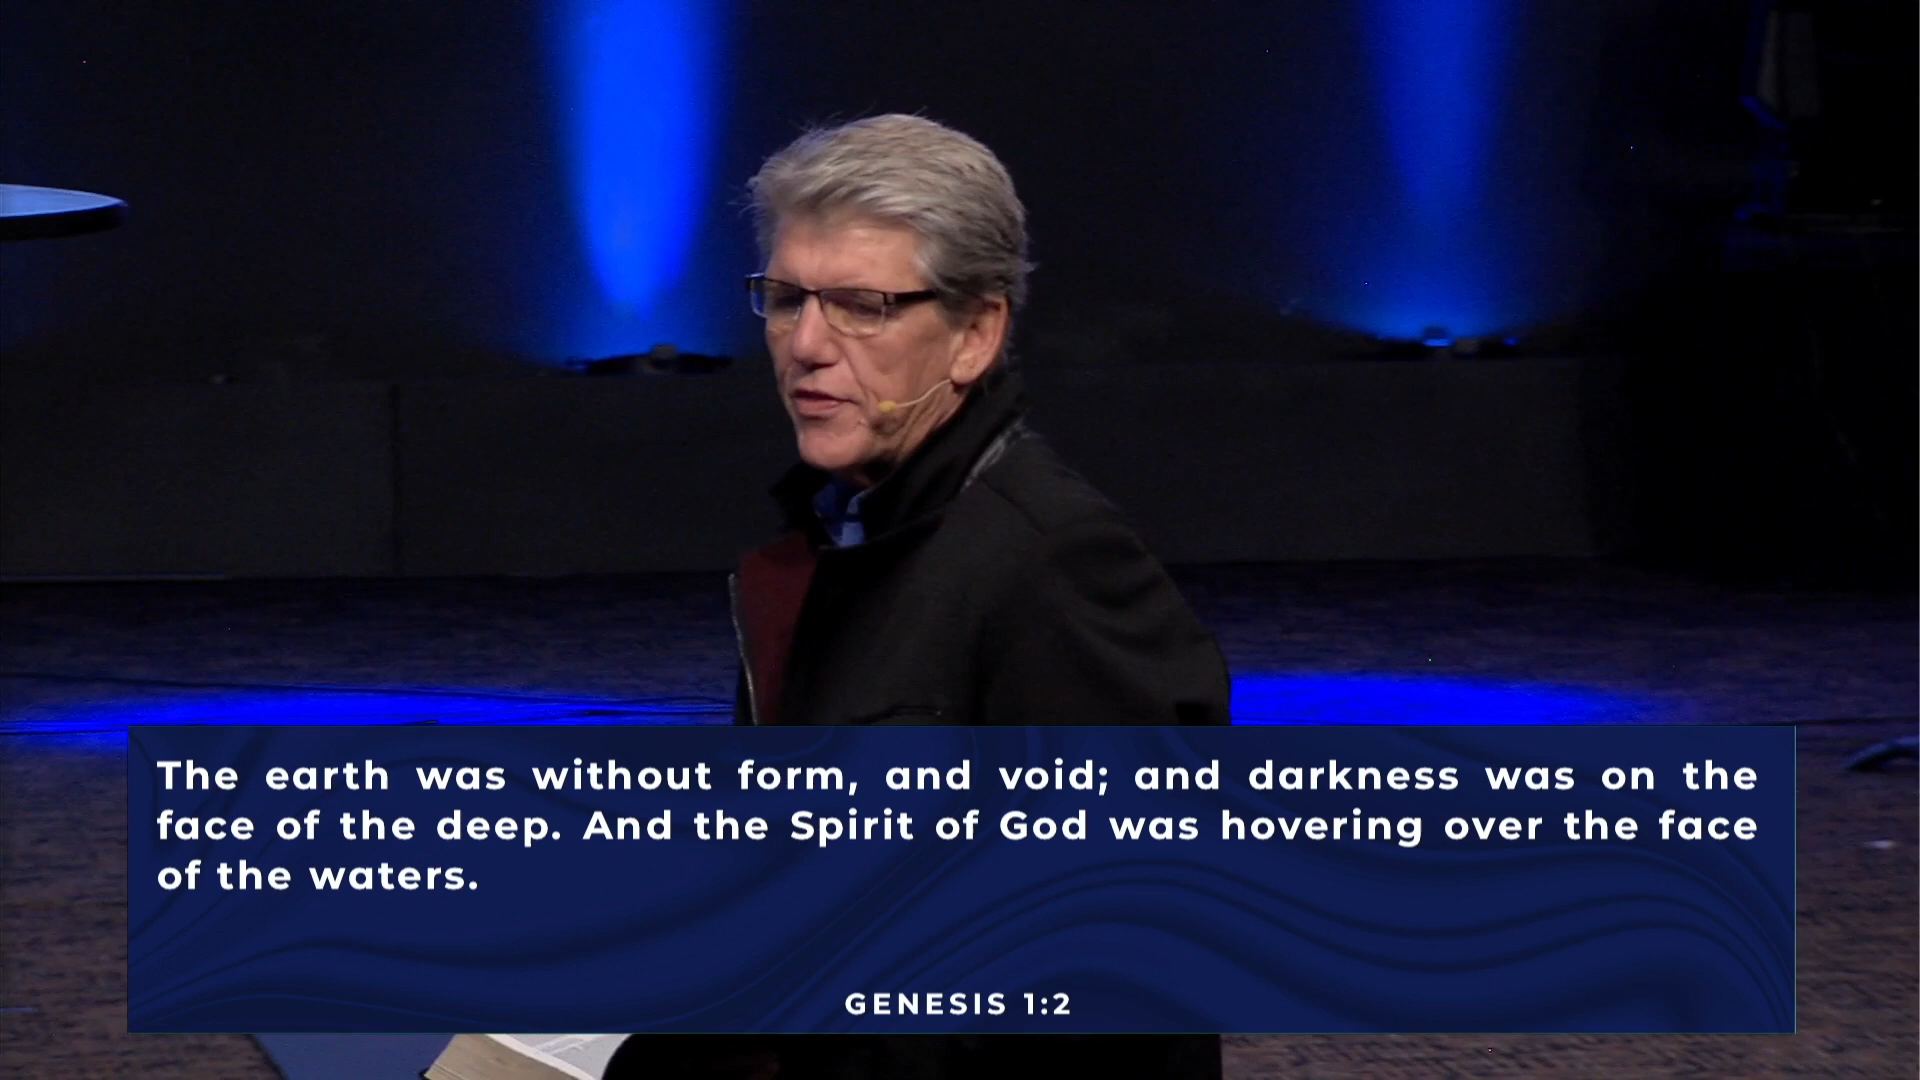 The earth was without form, and void; and darkness was on the
face of the deep. And the Spirit of God was hovering over the face
of the waters.
GENESIS 1:2